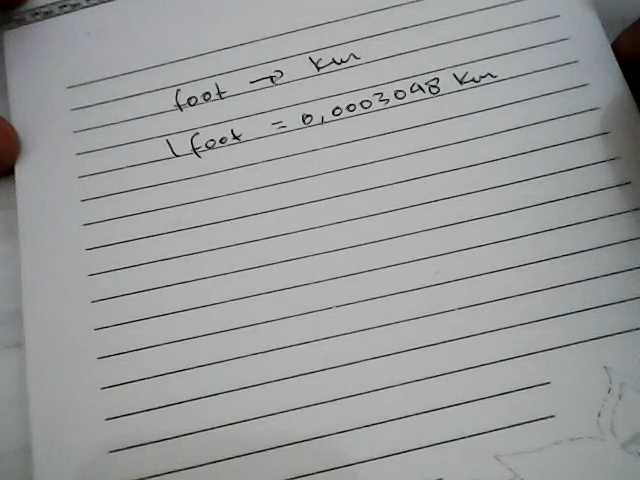 foot → km
1 foot = 0,0003048 km